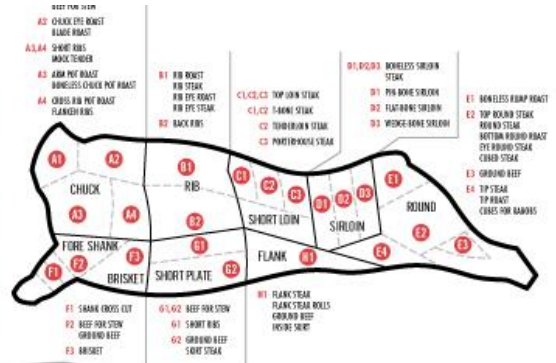 BEEF FOR STEW
A2 CHUCK EYE ROAST
BLADE ROAST
A3,A4 SHORT RIBS
MOCK TENDER
A3 ARM POT ROAST
BONELESS CHUCK POT ROAST
A4 CROSS RIB POT ROAST
FLANKEN RIBS
B1 RIB ROAST
RIB STEAK
RIB EYE ROAST
RIB EYE STEAK
B2 BACK RIBS
C1,C2,C3 TOP LOIN STEAK
C1,C2 T-BONE STEAK
C2 TENDERLOIN STEAK
C3 PORTERHOUSE STEAK
D1,D2,D3 BONELESS SIRLOIN
STEAK
D1 PIN-BONE SIRLOIN
D2 FLAT-BONE SIRLOIN
D3 WEDGE-BONE SIRLOIN
E1 BONELESS RUMP ROAST
E2 TOP ROUND STEAK
ROUND STEAK
BOTTOM ROUND ROAST
EYE ROUND STEAK
CUBED STEAK
E3 GROUND BEEF
E4 TIP STEAK
TIP ROAST
CUBES FOR KABOBS
A1 A2
CHUCK
A3 A4
B1
RIB
B2
C1 C2 C3
SHORT LOIN
D1 D2 D3
SIRLOIN
E1
ROUND
E2 E3
E4
FORE SHANK
F1 F2 F3
BRISKET
G1
SHORT PLATE G2
FLANK H1
F1 SHANK CROSS CUT
F2 BEEF FOR STEW
GROUND BEEF
F3 BRISKET
G1,G2 BEEF FOR STEW
G1 SHORT RIBS
G2 GROUND BEEF
SKIRT STEAK
H1 FLANK STEAK
FLANK STEAK ROLLS
GROUND BEEF
INSIDE SKIRT